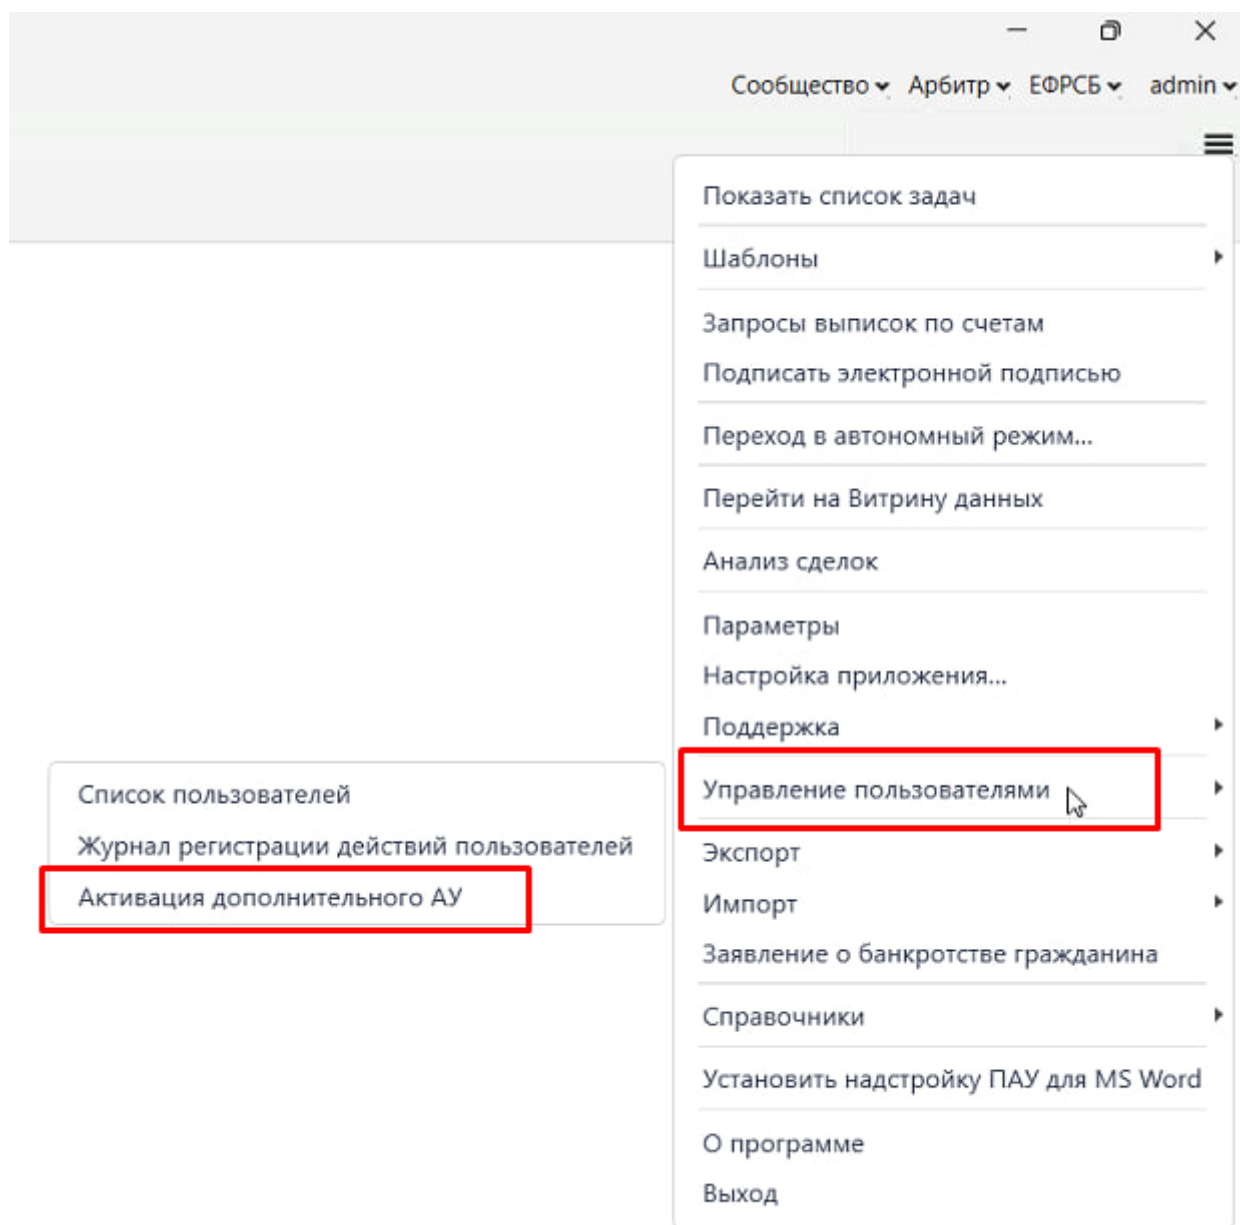 Сообщество Арбитр ЕФРСБ admin
Показать список задач
Шаблоны
Запросы выписок по счетам
Подписать электронной подписью
Переход в автономный режим...
Перейти на Витрину данных
Анализ сделок
Параметры
Настройка приложения...
Поддержка
Управление пользователями
Список пользователей
Журнал регистрации действий пользователей
Активация дополнительного АУ
Экспорт
Импорт
Заявление о банкротстве гражданина
Справочники
Установить надстройку ПАУ для MS Word
О программе
Выход